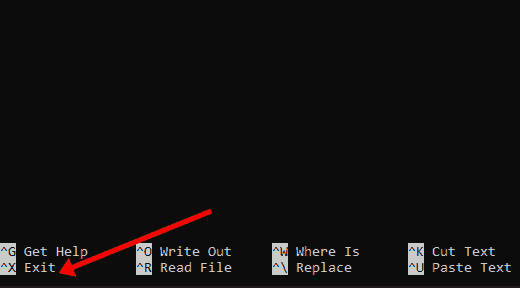 ^G Get Help ^O Write Out ^W Where Is ^K Cut Text
^X Exit ^R Read File ^\ Replace ^U Paste Text